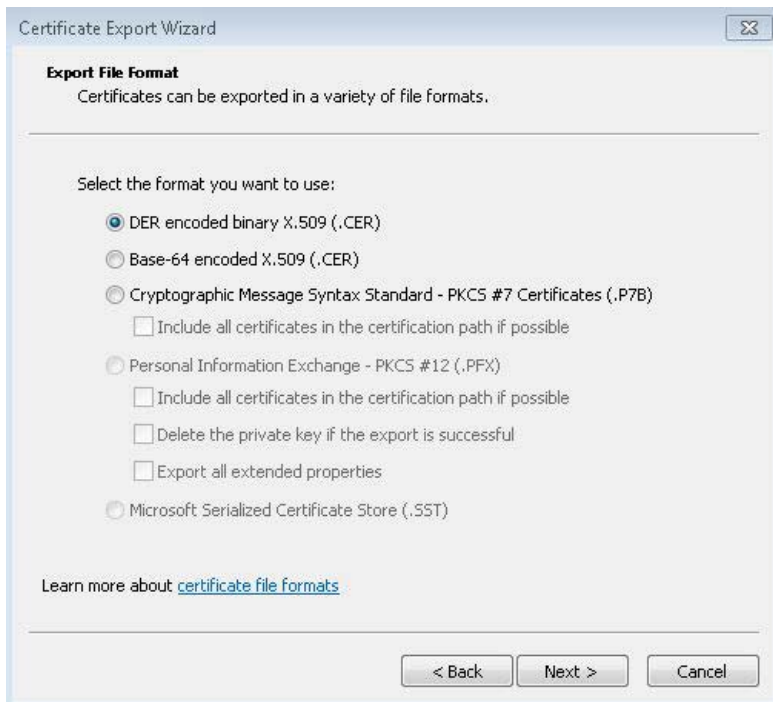 Certificate Export Wizard
Export File Format
Certificates can be exported in a variety of file formats.
Select the format you want to use:
DER encoded binary X.509 (.CER)
Base-64 encoded X.509 (.CER)
Cryptographic Message Syntax Standard - PKCS #7 Certificates (.P7B)
Include all certificates in the certification path if possible
Personal Information Exchange - PKCS #12 (.PFX)
Include all certificates in the certification path if possible
Delete the private key if the export is successful
Export all extended properties
Microsoft Serialized Certificate Store (.SST)
Learn more about certificate file formats
< Back Next > Cancel